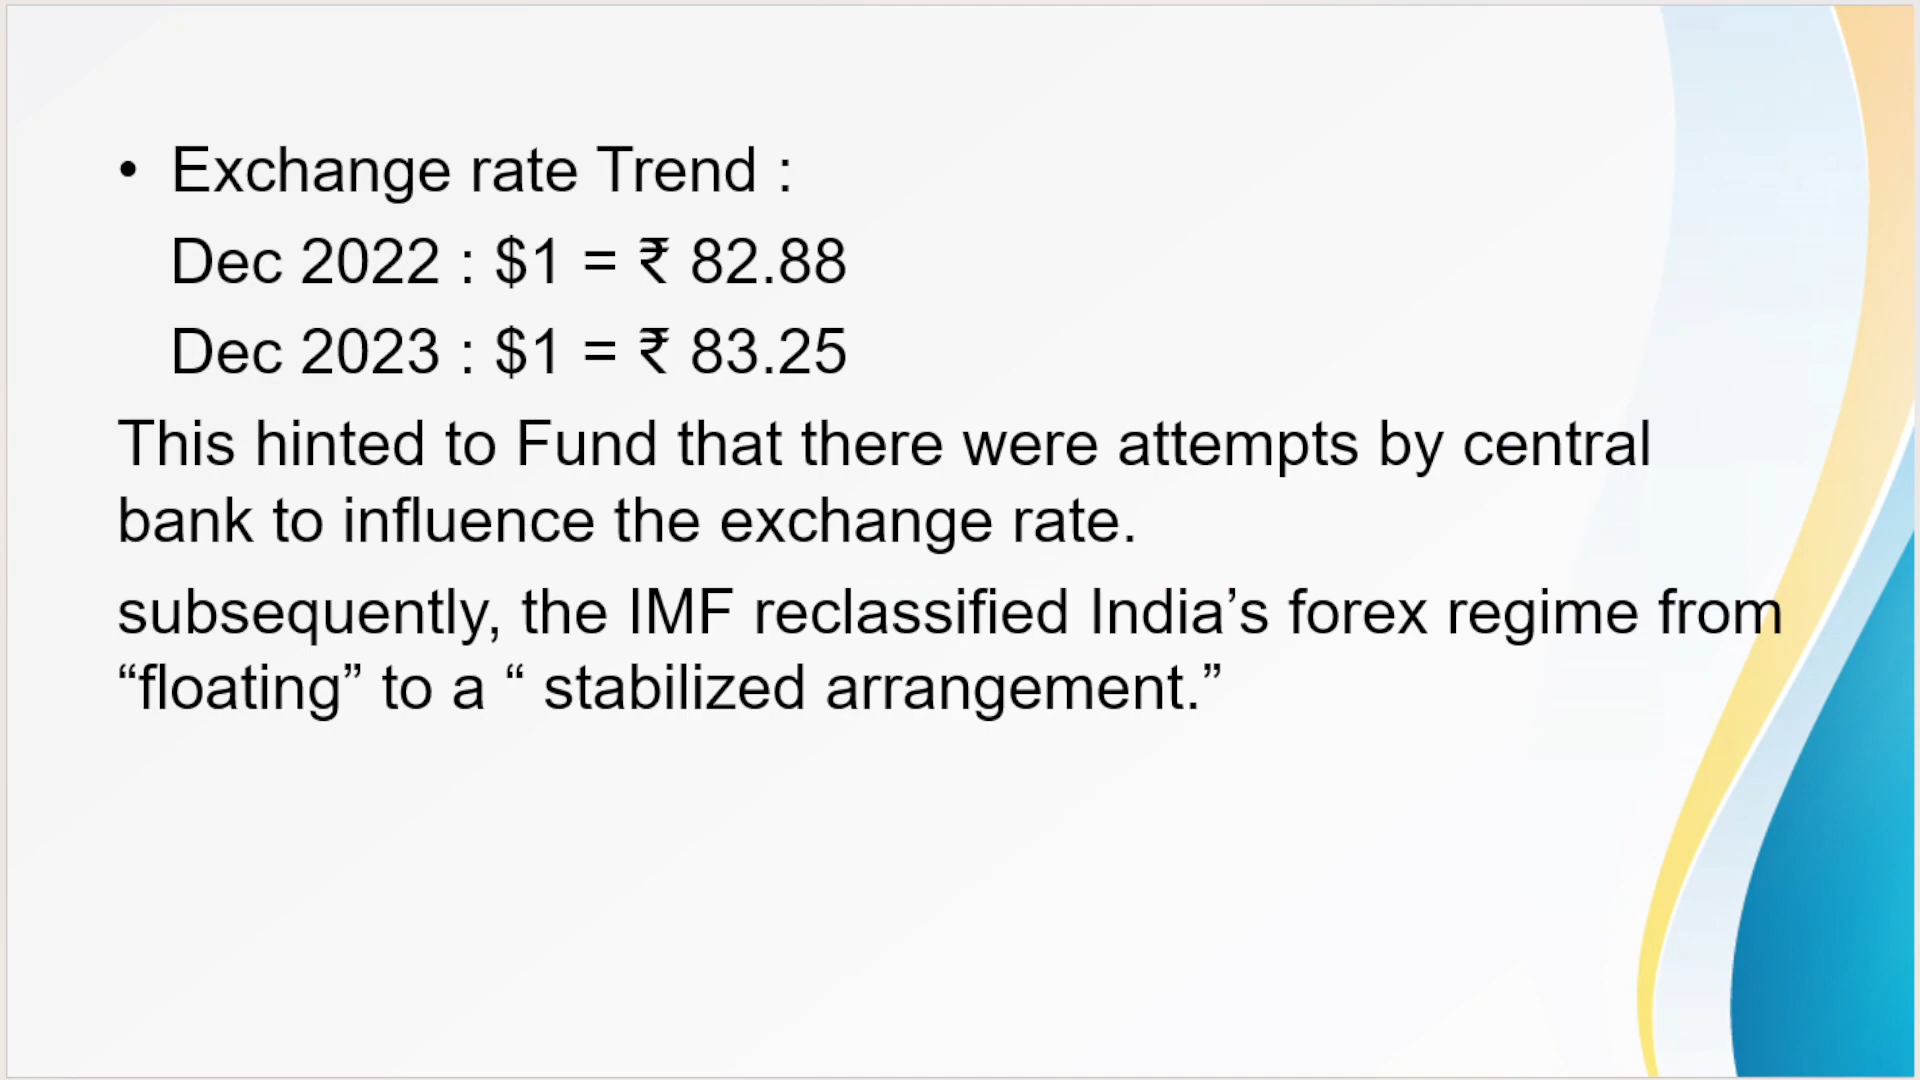 • Exchange rate Trend :
Dec 2022 : $1 = ₹ 82.88
Dec 2023 : $1 = ₹ 83.25
This hinted to Fund that there were attempts by central
bank to influence the exchange rate.
subsequently, the IMF reclassified India’s forex regime from
“floating” to a “ stabilized arrangement.”